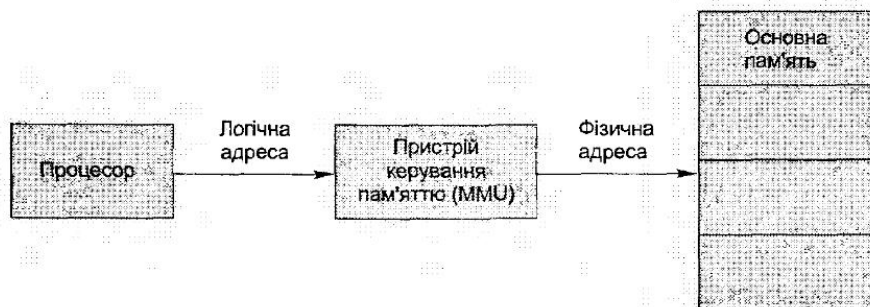 Процесор
Логічна
адреса
Пристрій
керування
пам'яттю (MMU)
Фізична
адреса
Основна
пам'ять